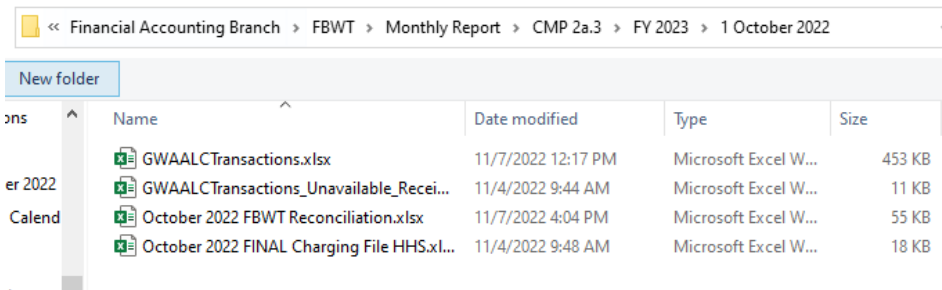 « Financial Accounting Branch > FBWT > Monthly Report > CMP 2a.3 > FY 2023 > 1 October 2022
New folder
ons Name Date modified Type Size
GWAALCTransactions.xlsx 11/7/2022 12:17 PM Microsoft Excel W... 453 KB
er 2022 GWAALCTransactions_Unavailable_Recei... 11/4/2022 9:44 AM Microsoft Excel W... 11 KB
Calend October 2022 FBWT Reconciliation.xlsx 11/7/2022 4:04 PM Microsoft Excel W... 55 KB
October 2022 FINAL Charging File HHS.xl... 11/4/2022 9:48 AM Microsoft Excel W... 18 KB